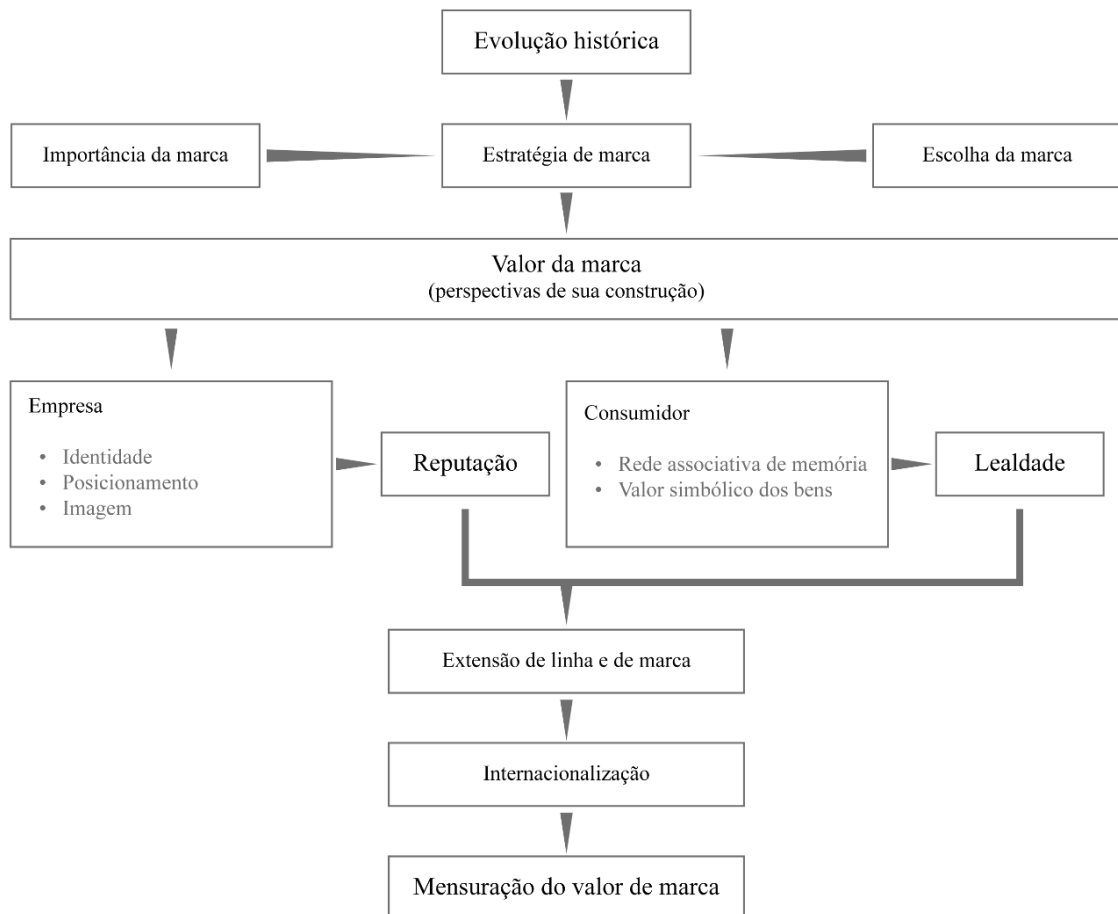 Evolução histórica
Importância da marca
Estratégia de marca
Escolha da marca
Valor da marca
(perspectivas de sua construção)
Empresa
• Identidade
• Posicionamento
• Imagem
Reputação
Consumidor
• Rede associativa de memória
• Valor simbólico dos bens
Lealdade
Extensão de linha e de marca
Internacionalização
Mensuração do valor de marca